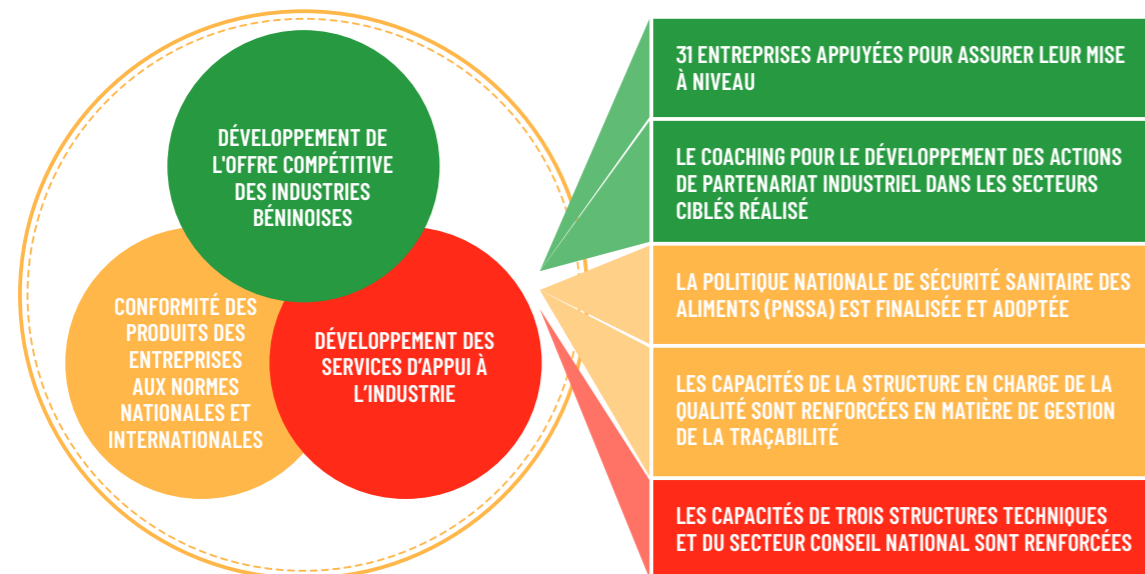 DÉVELOPPEMENT DE
L'OFFRE COMPÉTITIVE
DES INDUSTRIES
BÉNINOISES
CONFORMITÉ DES
PRODUITS DES
ENTREPRISES
AUX NORMES
NATIONALES ET
INTERNATIONALES
DÉVELOPPEMENT DES
SERVICES D’APPUI À
L’INDUSTRIE
31 ENTREPRISES APPUYÉES POUR ASSURER LEUR MISE
À NIVEAU
LE COACHING POUR LE DÉVELOPPEMENT DES ACTIONS
DE PARTENARIAT INDUSTRIEL DANS LES SECTEURS
CIBLÉS RÉALISÉ
LA POLITIQUE NATIONALE DE SÉCURITÉ SANITAIRE DES
ALIMENTS (PNSSA) EST FINALISÉE ET ADOPTÉE
LES CAPACITÉS DE LA STRUCTURE EN CHARGE DE LA
QUALITÉ SONT RENFORCÉES EN MATIÈRE DE GESTION
DE LA TRAÇABILITÉ
LES CAPACITÉS DE TROIS STRUCTURES TECHNIQUES
ET DU SECTEUR CONSEIL NATIONAL SONT RENFORCÉES